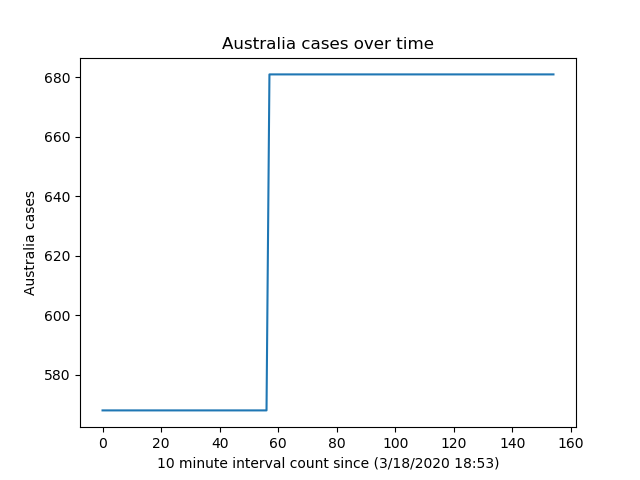 Australia cases over time
680
660
640
620
600
580
Australia cases
0 20 40 60 80 100 120 140 160
10 minute interval count since (3/18/2020 18:53)